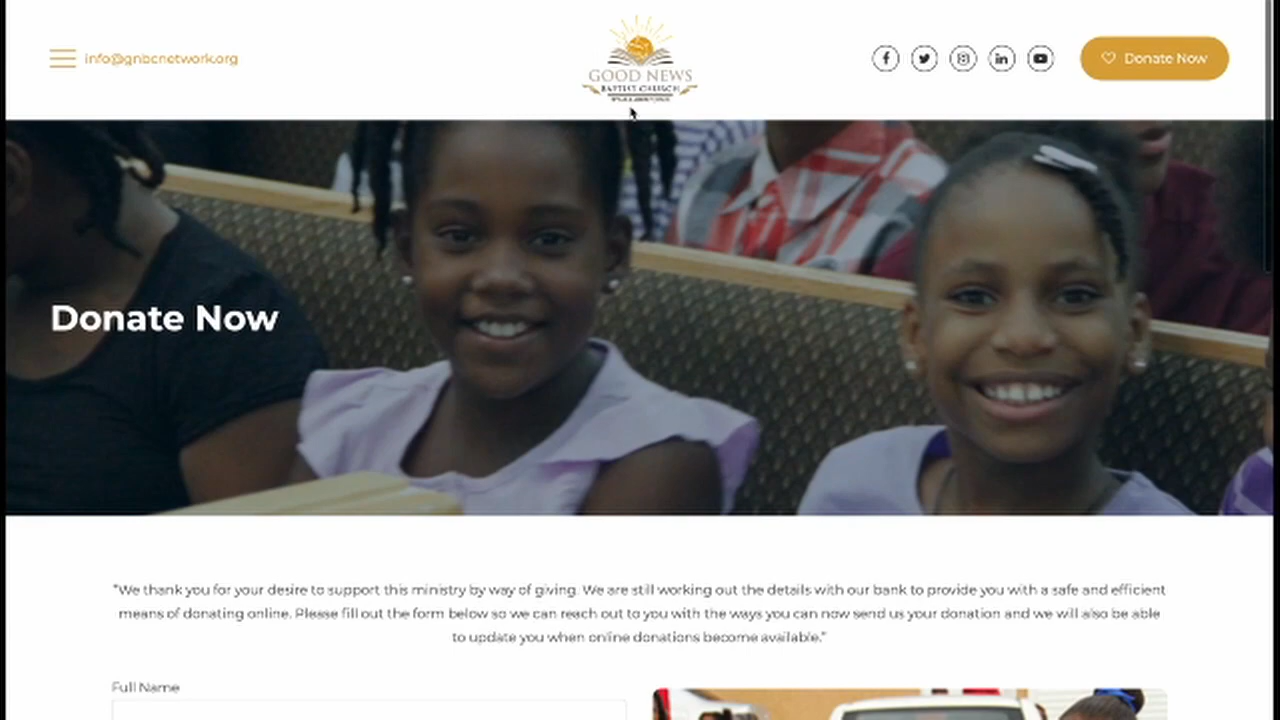 info@gnbcnetwork.org
GOOD NEWS
BAPTIST CHURCH
Donate Now
Donate Now
"We thank you for your desire to support this ministry by way of giving. We are still working out the details with our bank to provide you with a safe and efficient
means of donating online. Please fill out the form below so we can reach out to you with the ways you can now send us your donation and we will also be able
to update you when online donations become available."
Full Name